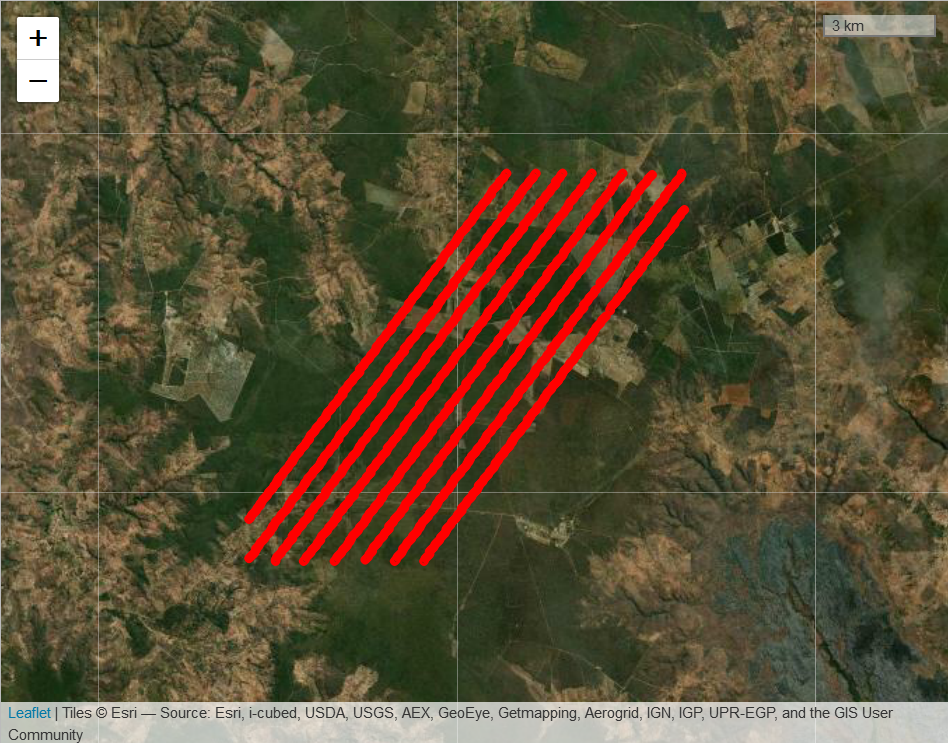 +
3 km
−
Leaflet | Tiles © Esri — Source: Esri, i-cubed, USDA, USGS, AEX, GeoEye, Getmapping, Aerogrid, IGN, IGP, UPR-EGP, and the GIS User
Community